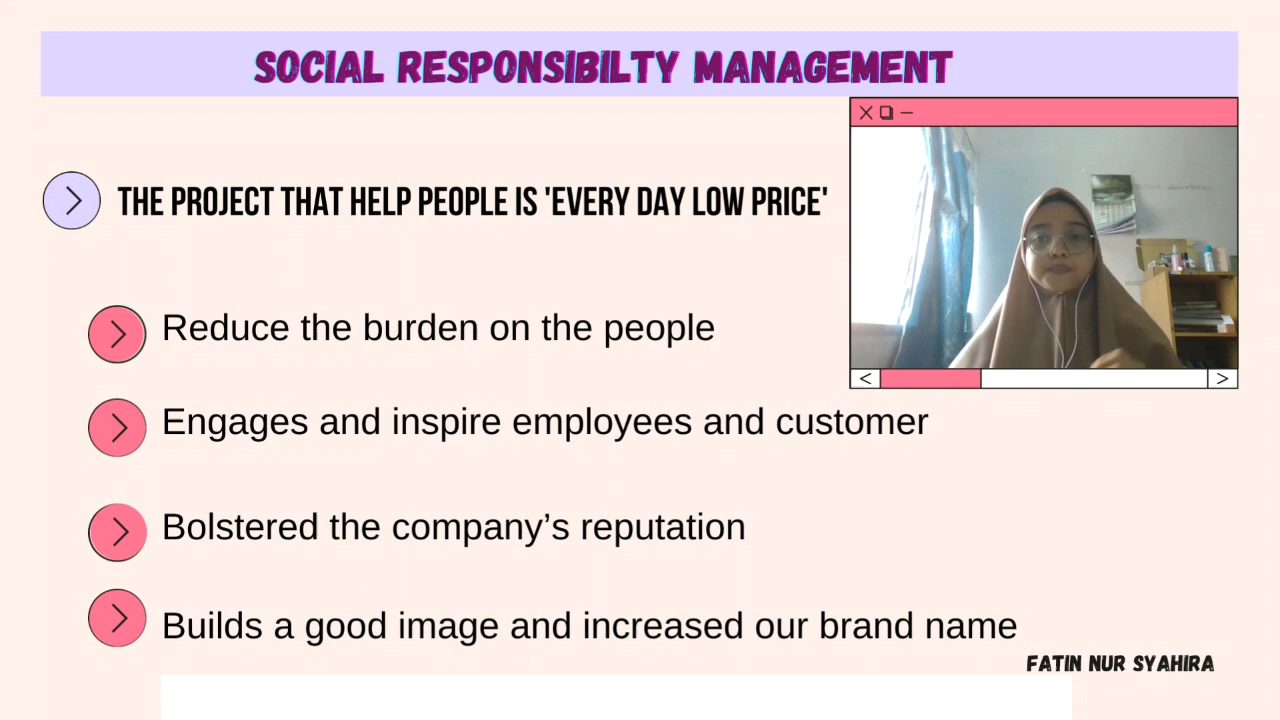 SOCIAL RESPONSIBILTY MANAGEMENT
THE PROJECT THAT HELP PEOPLE IS 'EVERY DAY LOW PRICE'
Reduce the burden on the people
Engages and inspire employees and customer
Bolstered the company’s reputation
Builds a good image and increased our brand name
FATIN NUR SYAHIRA